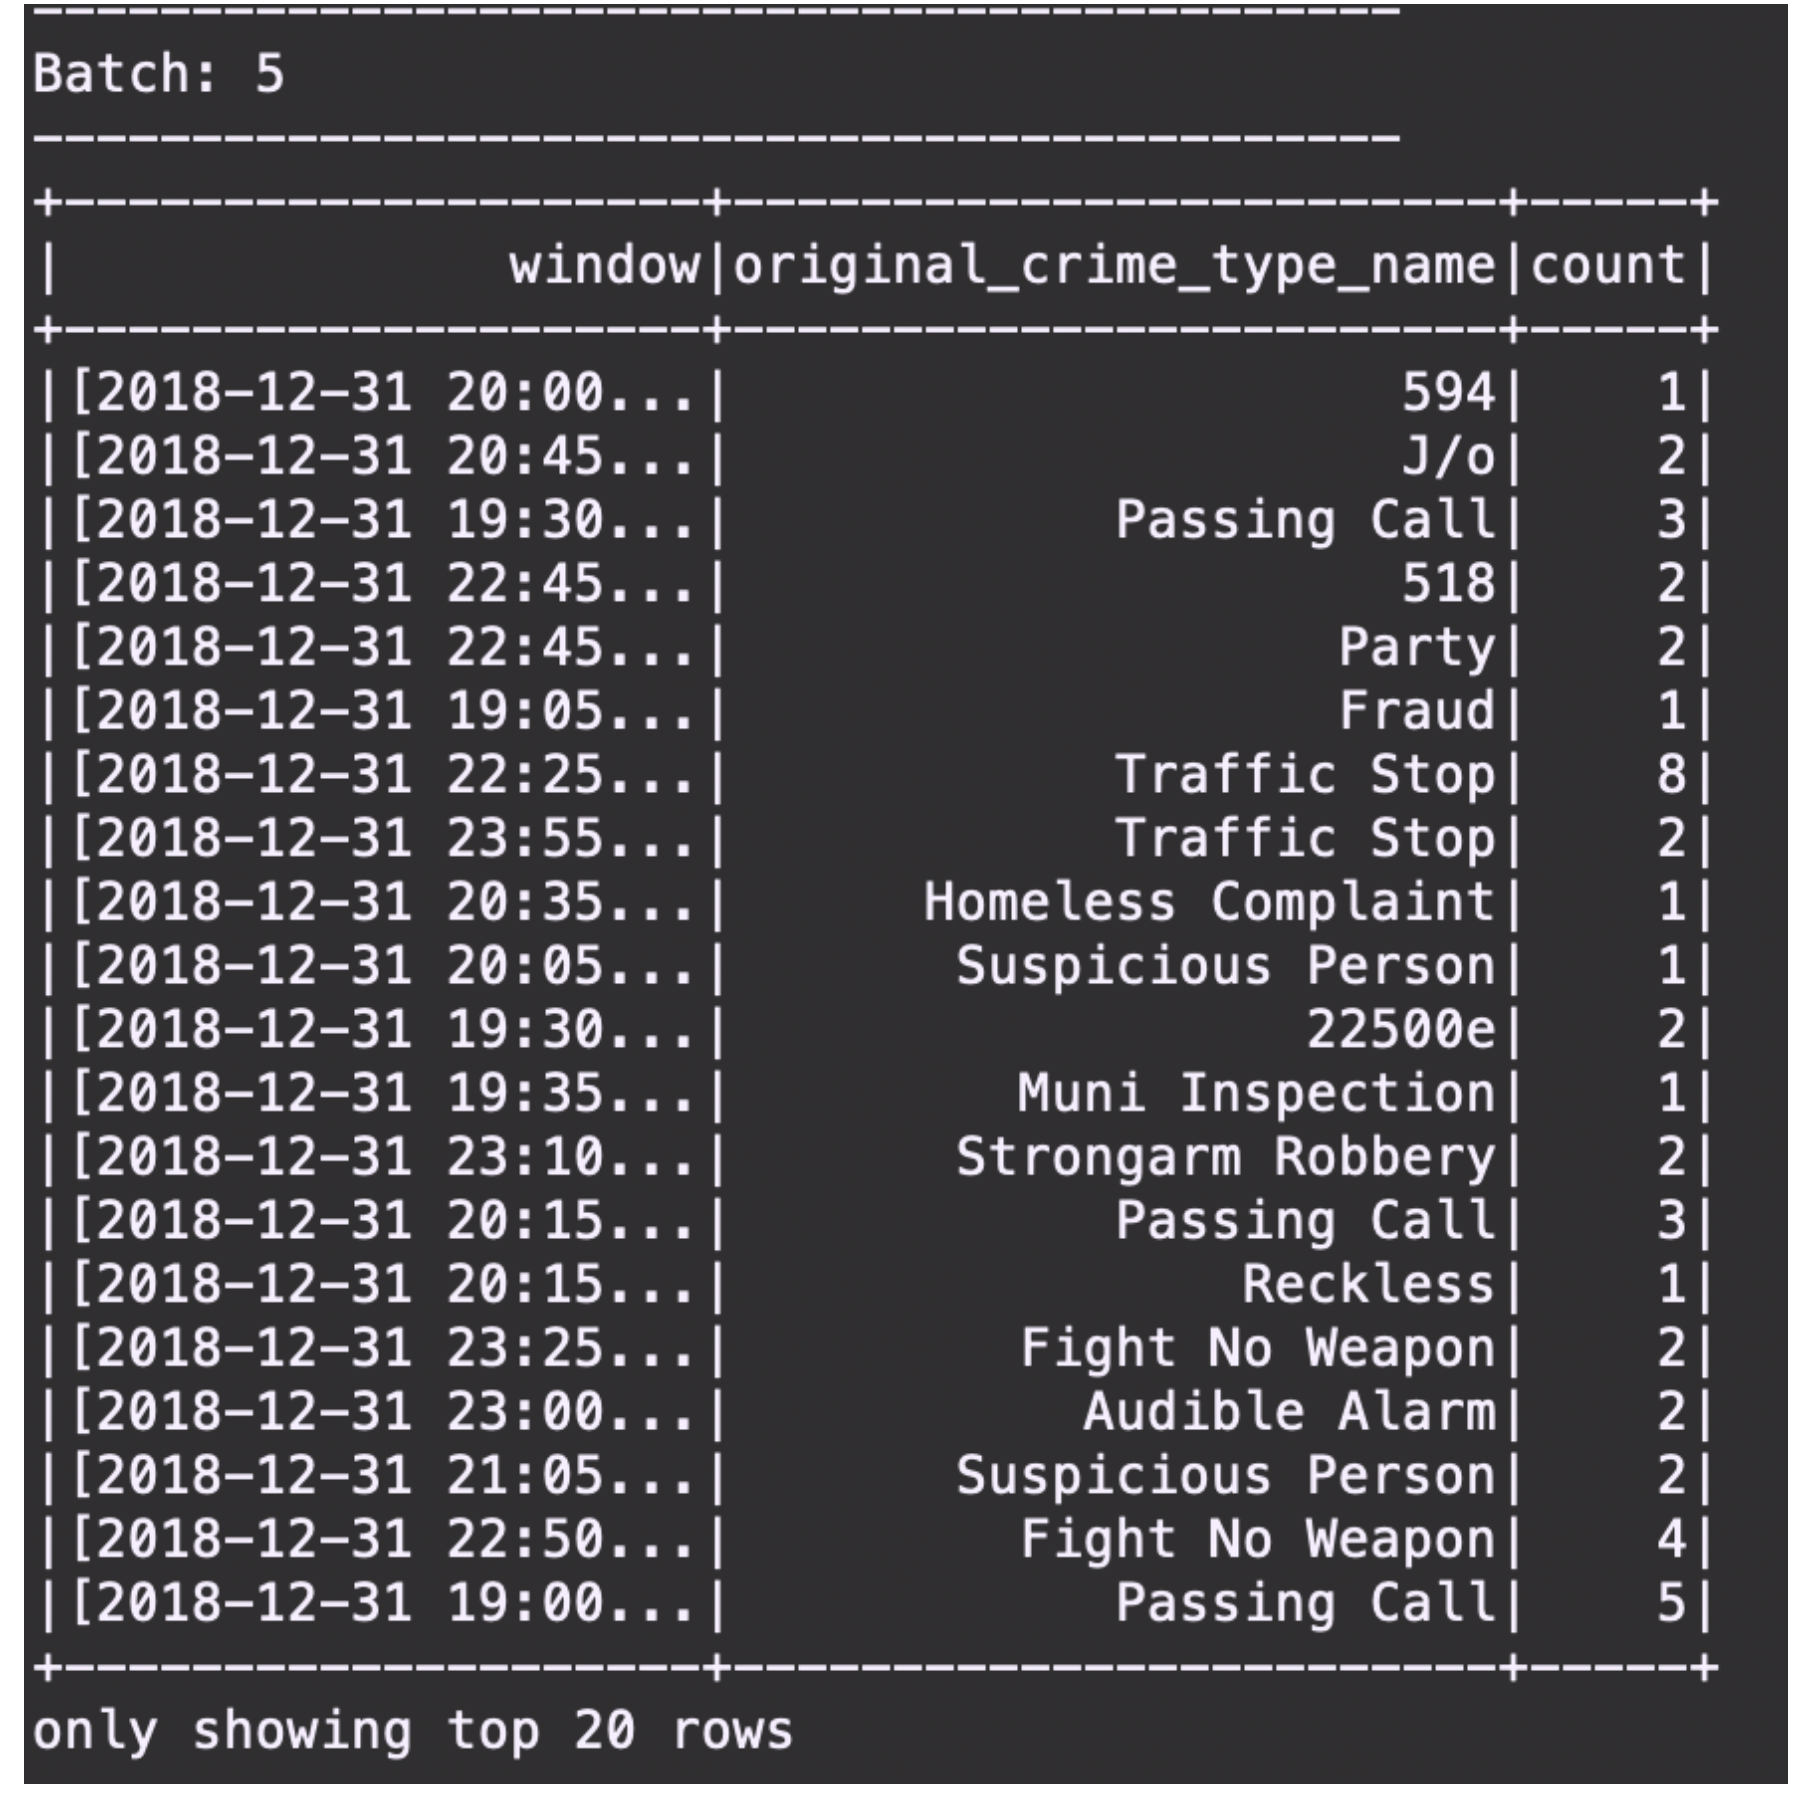 -------------------------------------------
Batch: 5
-------------------------------------------
+--------------------+------------------------+-----+
|              window|original_crime_type_name|count|
+--------------------+------------------------+-----+
|[2018-12-31 20:00...|                     594|    1|
|[2018-12-31 20:45...|                     J/o|    2|
|[2018-12-31 19:30...|            Passing Call|    3|
|[2018-12-31 22:45...|                     518|    2|
|[2018-12-31 22:45...|                   Party|    2|
|[2018-12-31 19:05...|                   Fraud|    1|
|[2018-12-31 22:25...|            Traffic Stop|    8|
|[2018-12-31 23:55...|            Traffic Stop|    2|
|[2018-12-31 20:35...|      Homeless Complaint|    1|
|[2018-12-31 20:05...|       Suspicious Person|    1|
|[2018-12-31 19:30...|                  22500e|    2|
|[2018-12-31 19:35...|         Muni Inspection|    1|
|[2018-12-31 23:10...|       Strongarm Robbery|    2|
|[2018-12-31 20:15...|            Passing Call|    3|
|[2018-12-31 20:15...|                Reckless|    1|
|[2018-12-31 23:25...|         Fight No Weapon|    2|
|[2018-12-31 23:00...|           Audible Alarm|    2|
|[2018-12-31 21:05...|       Suspicious Person|    2|
|[2018-12-31 22:50...|         Fight No Weapon|    4|
|[2018-12-31 19:00...|            Passing Call|    5|
+--------------------+------------------------+-----+
only showing top 20 rows